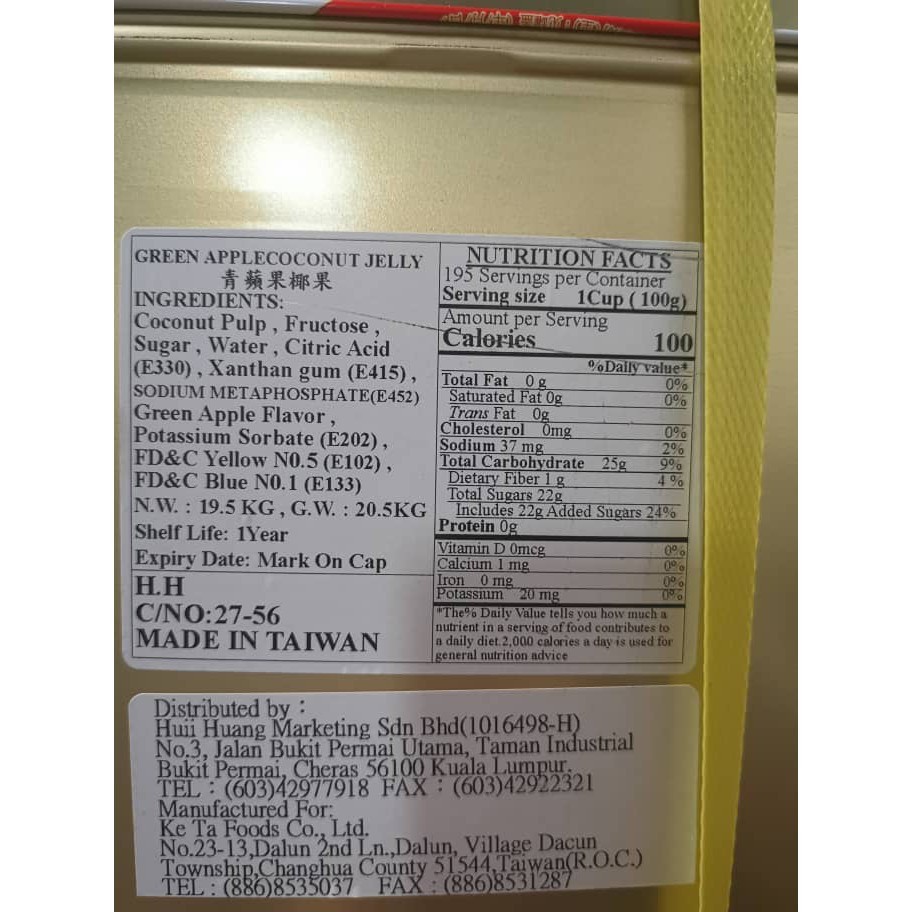 GREEN APPLECOCONUT JELLY
青蘋果椰果
INGREDIENTS:
Coconut Pulp , Fructose ,
Sugar , Water , Citric Acid
(E330) , Xanthan gum (E415) ,
SODIUM METAPHOSPHATE(E452)
Green Apple Flavor ,
Potassium Sorbate (E202) ,
FD&C Yellow N0.5 (E102) ,
FD&C Blue N0.1 (E133)
N.W. : 19.5 KG , G.W. : 20.5KG
Shelf Life: 1Year
Expiry Date: Mark On Cap
H.H
C/NO:27-56
MADE IN TAIWAN
NUTRITION FACTS
195 Servings per Container
Serving size 1Cup ( 100g)
Amount per Serving
Calories 100
%Daily value*
Total Fat 0 g 0%
Saturated Fat 0g 0%
Trans Fat 0g
Cholesterol 0mg 0%
Sodium 37 mg 2%
Total Carbohydrate 25g 9%
Dietary Fiber 1 g 4 %
Total Sugars 22g
Includes 22g Added Sugars 24%
Protein 0g
Vitamin D 0mcg 0%
Calcium 1 mg 0%
Iron 0 mg 0%
Potassium 20 mg 0%
*The% Daily Value tells you how much a
nutrient in a serving of food contributes to
a daily diet.2,000 calories a day is used for
general nutrition advice
Distributed by :
Huii Huang Marketing Sdn Bhd(1016498-H)
No.3, Jalan Bukit Permai Utama, Taman Industrial
Bukit Permai, Cheras 56100 Kuala Lumpur.
TEL : (603)42977918 FAX : (603)42922321
Manufactured For:
Ke Ta Foods Co., Ltd.
No.23-13,Dalun 2nd Ln.,Dalun, Village Dacun
Township,Changhua County 51544,Taiwan(R.O.C.)
TEL : (886)8535037 FAX : (886)8531287